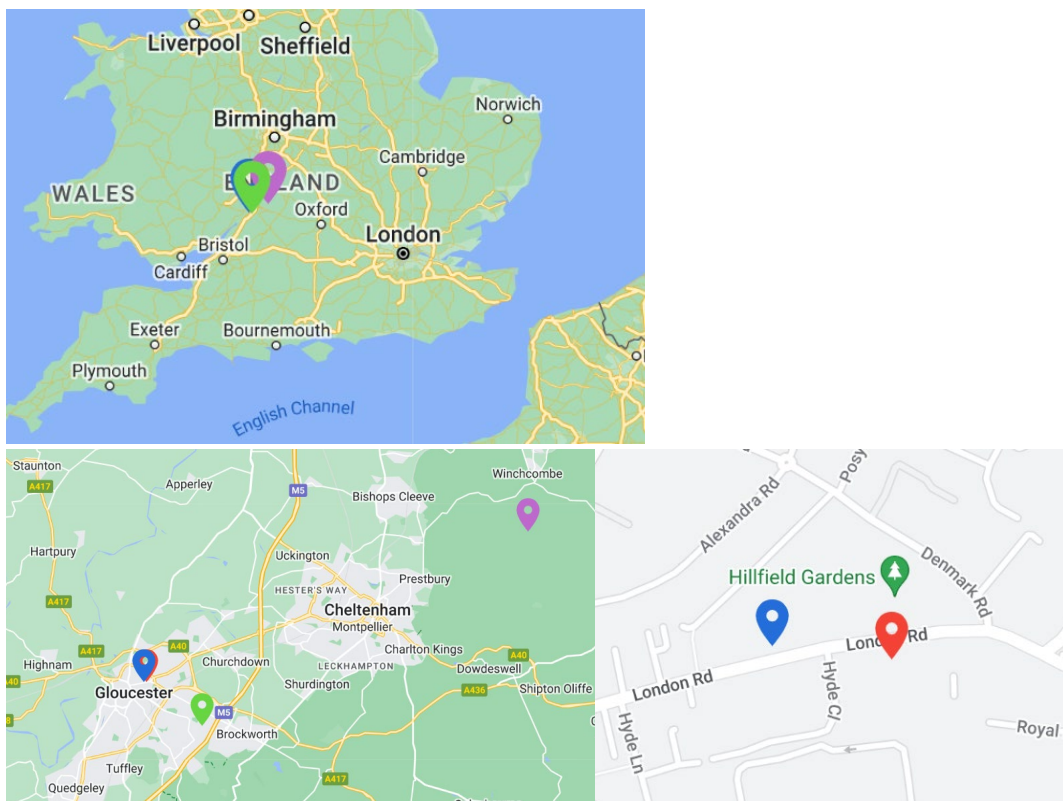 Liverpool
Sheffield
Norwich
Birmingham
Cambridge
WALES
E LAND
Oxford
London
Bristol
Cardiff
Exeter
Bournemouth
Plymouth
English Channel
Staunton
A417
Apperley
M5
Bishops Cleeve
Winchcombe
Hartpury
Uckington
A417
HESTER'S WAY
Prestbury
Cheltenham
Montpellier
A417
A40
Highnam
Churchdown
Charlton Kings
A40
LECKHAMPTON
Dowdeswell
A40
Gloucester
Shurdington
A436
Shipton Oliffe
M5
Brockworth
Tuffley
A417
Quedgeley
Alexandra Rd
Posy
Hillfield Gardens
Denmark Rd
London Rd
London Rd
Hyde Cl
Hyde Ln
Royal